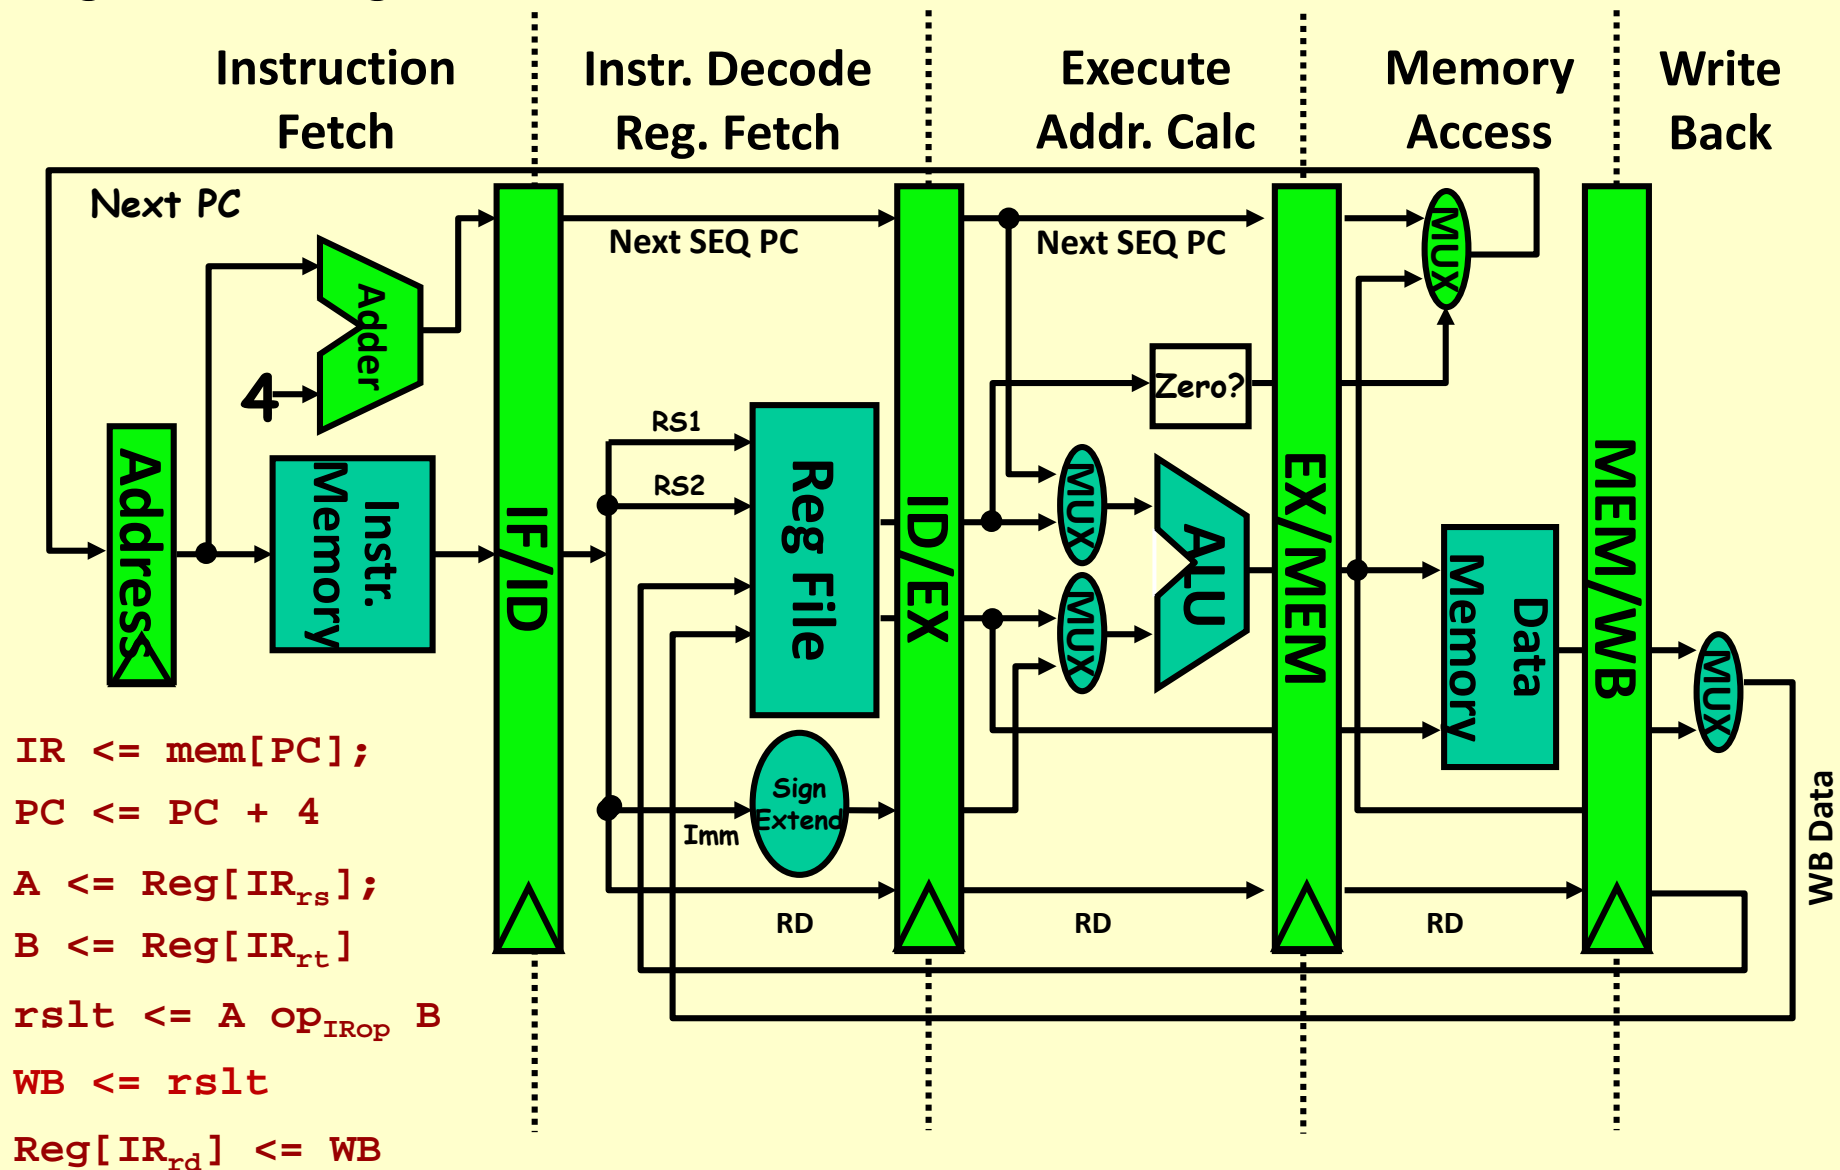 Instruction
Fetch
Instr. Decode
Reg. Fetch
Execute
Addr. Calc
Memory
Access
Write
Back
Next PC
Next SEQ PC
Next SEQ PC
MUX
Adder
4
Zero?
RS1
RS2
Address
Instr.
Memory
IF/ID
Reg File
ID/EX
MUX
MUX
ALU
EX/MEM
Data
Memory
MEM/WB
MUX
Sign
Extend
Imm
RD
RD
RD
WB Data
IR <= mem[PC];
PC <= PC + 4
A <= Reg[IRrs];
B <= Reg[IRrt]
rslt <= A opIRop B
WB <= rslt
Reg[IRrd] <= WB